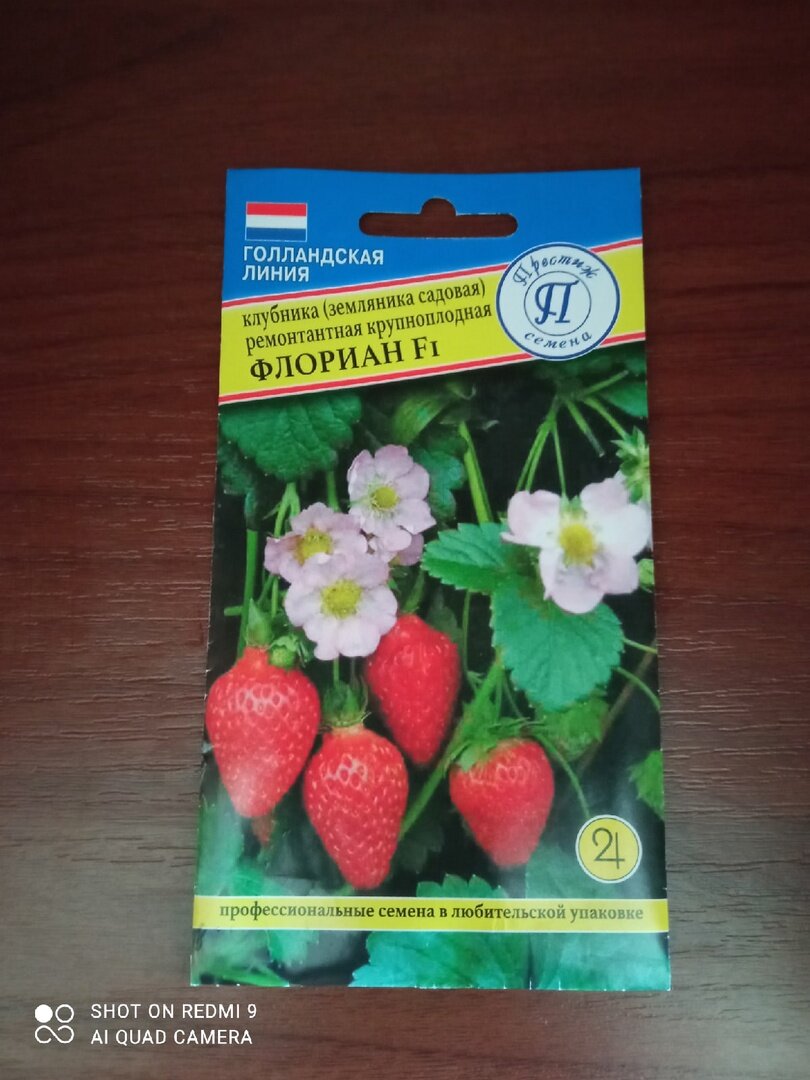 ГОЛЛАНДСКАЯ
ЛИНИЯ
клубника (земляника садовая)
ремонтантная крупноплодная
ФЛОРИАН F1
Престиж
П
семена
профессиональные семена в любительской упаковке
SHOT ON REDMI 9
AI QUAD CAMERA